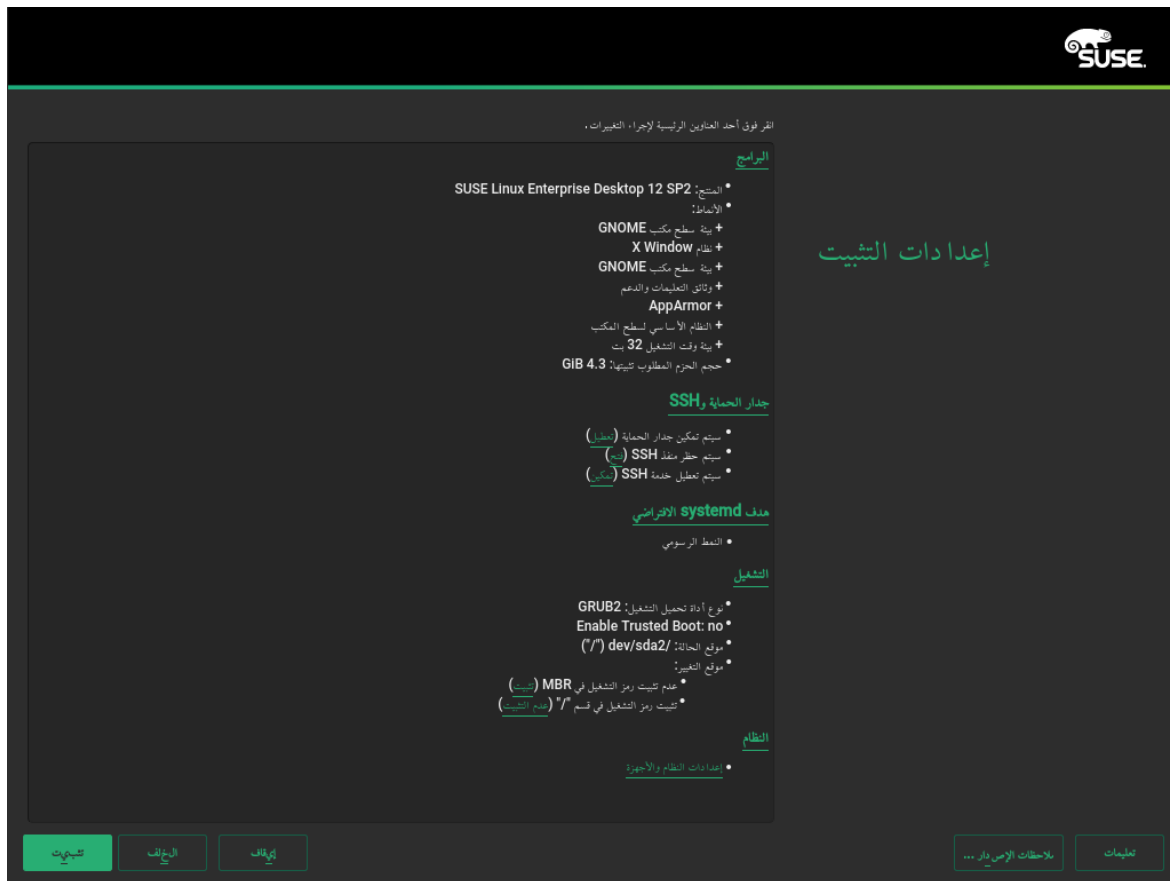 SUSE.
انقر فوق أحد العناوين الرئيسية لإجراء التغييرات.
إعدادات التثبيت
البرامج
المنتج: SUSE Linux Enterprise Desktop 12 SP2
الأنماط:
+ بيئة سطح مكتب GNOME
+ نظام X Window
+ بيئة سطح مكتب GNOME
+ وثائق التعليمات والدعم
+ AppArmor
+ النظام الأساسي لسطح المكتب
+ بيئة وقت التشغيل 32 بت
حجم الحزم المطلوب تثبيتها: 4.3 GiB
جدار الحماية وSSH
سيتم تمكين جدار الحماية (تعطيل)
سيتم حظر منفذ SSH (فتح)
سيتم تعطيل خدمة SSH (تمكين)
هدف systemd الافتراضي
النمط الرسومي
التشغيل
نوع أداة تحميل التشغيل: GRUB2
Enable Trusted Boot: no
موقع الحالة: /dev/sda2 ("/")
موقع التغيير:
عدم تثبيت رمز التشغيل في MBR (تثبيت)
تثبيت رمز التشغيل في قسم "/" (عدم التثبيت)
النظام
إعدادات النظام والأجهزة
تعليمات
ملاحظات الإصدار ...
إيقاف
الخلف
تثبيت